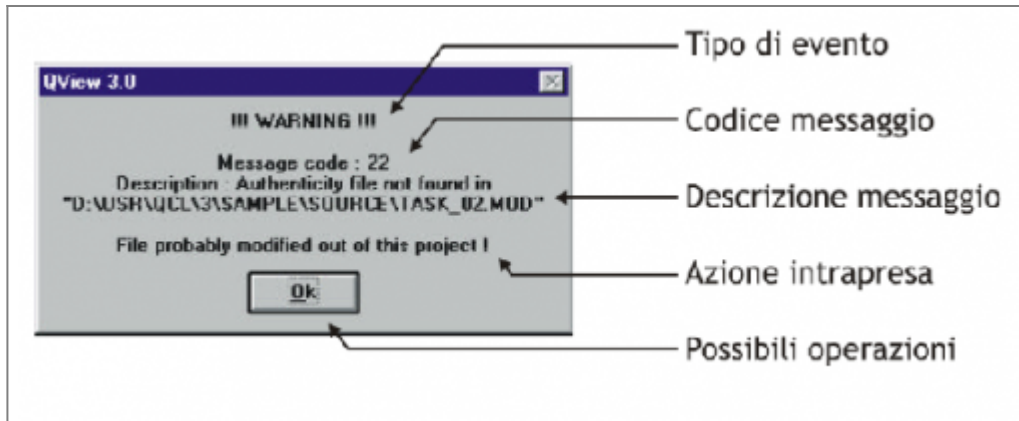 QView 3.0
!!! WARNING !!!
Message code : 22
Description : Authenticity file not found in
"D:\USR\QCL\3\SAMPLE\SOURCE\TASK_02.MOD"
File probably modified out of this project !
Ok
Tipo di evento
Codice messaggio
Descrizione messaggio
Azione intrapresa
Possibili operazioni